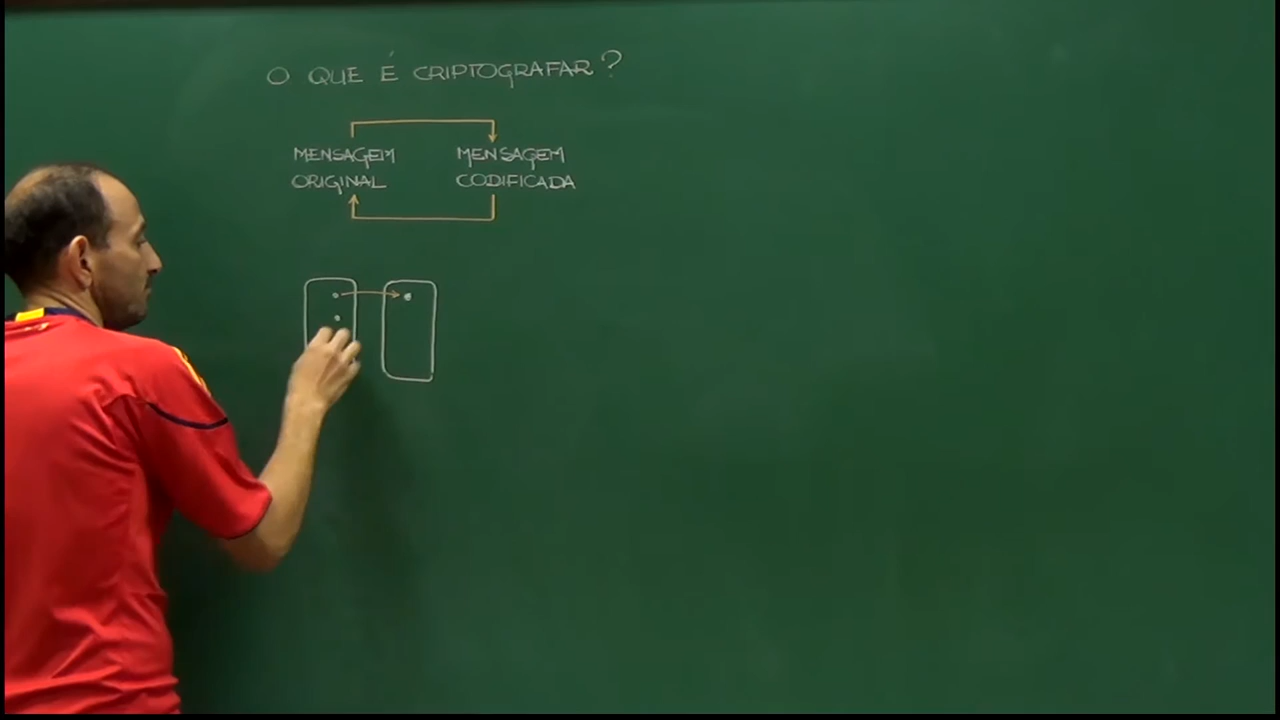 O QUE É CRIPTOGRAFAR?
MENSAGEM ORIGINAL
MENSAGEM CODIFICADA